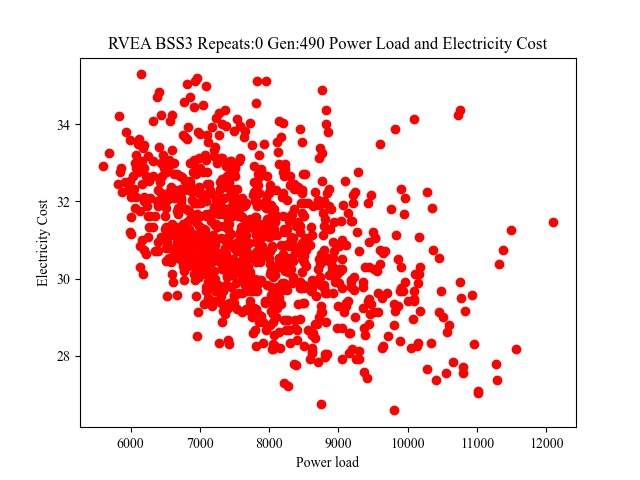 RVEA BSS3 Repeats:0 Gen:490 Power Load and Electricity Cost
34
32
30
28
Electricity Cost
6000 7000 8000 9000 10000 11000 12000
Power load